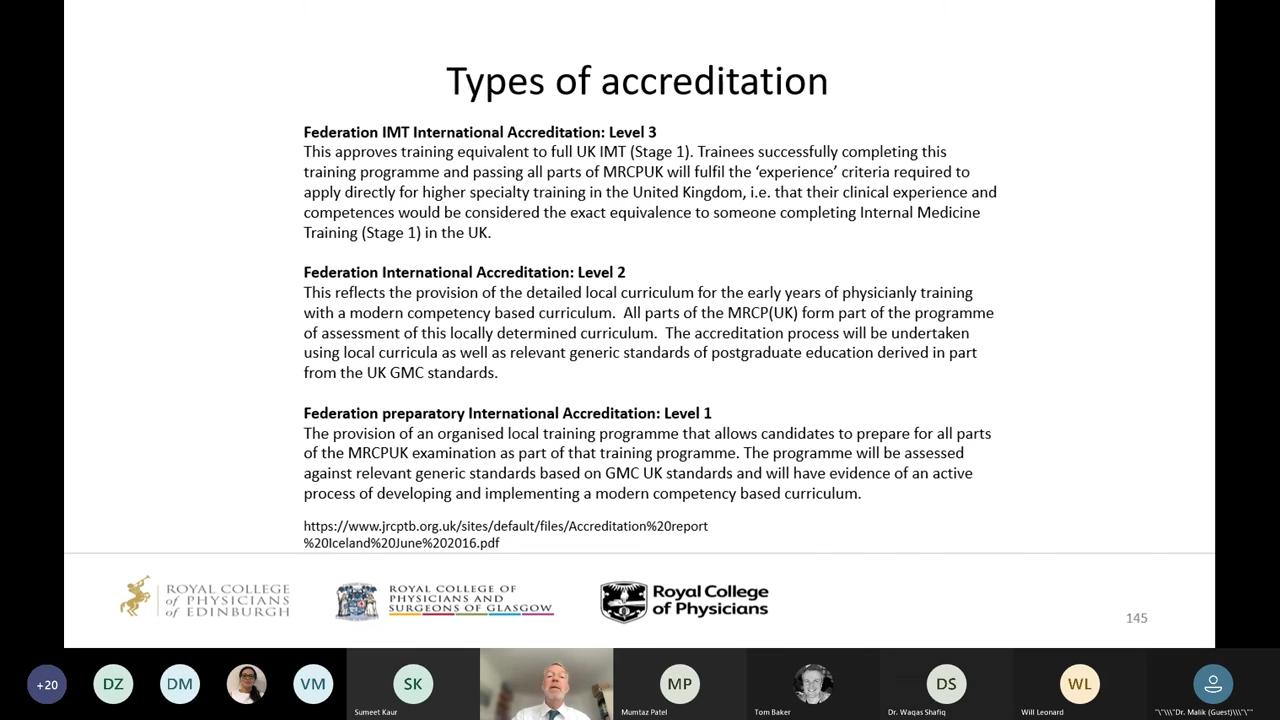 Types of accreditation
Federation IMT International Accreditation: Level 3
This approves training equivalent to full UK IMT (Stage 1). Trainees successfully completing this
training programme and passing all parts of MRCPUK will fulfil the ‘experience’ criteria required to
apply directly for higher specialty training in the United Kingdom, i.e. that their clinical experience and
competences would be considered the exact equivalence to someone completing Internal Medicine
Training (Stage 1) in the UK.
Federation International Accreditation: Level 2
This reflects the provision of the detailed local curriculum for the early years of physicianly training
with a modern competency based curriculum.  All parts of the MRCP(UK) form part of the programme
of assessment of this locally determined curriculum.  The accreditation process will be undertaken
using local curricula as well as relevant generic standards of postgraduate education derived in part
from the UK GMC standards.
Federation preparatory International Accreditation: Level 1
The provision of an organised local training programme that allows candidates to prepare for all parts
of the MRCPUK examination as part of that training programme. The programme will be assessed
against relevant generic standards based on GMC UK standards and will have evidence of an active
process of developing and implementing a modern competency based curriculum.
https://www.jrcptb.org.uk/sites/default/files/Accreditation%20report
%20Iceland%20June%202016.pdf
ROYAL COLLEGE
of PHYSICIANS
of EDINBURGH
ROYAL COLLEGE OF
PHYSICIANS AND
SURGEONS OF GLASGOW
Royal College
of Physicians
145
+20
DZ
DM
VM
SK
Sumeet Kaur
MP
Mumtaz Patel
Tom Baker
DS
Dr. Waqas Shafiq
WL
Will Leonard
"\"\\\"Dr. Malik (Guest)\\\"\""